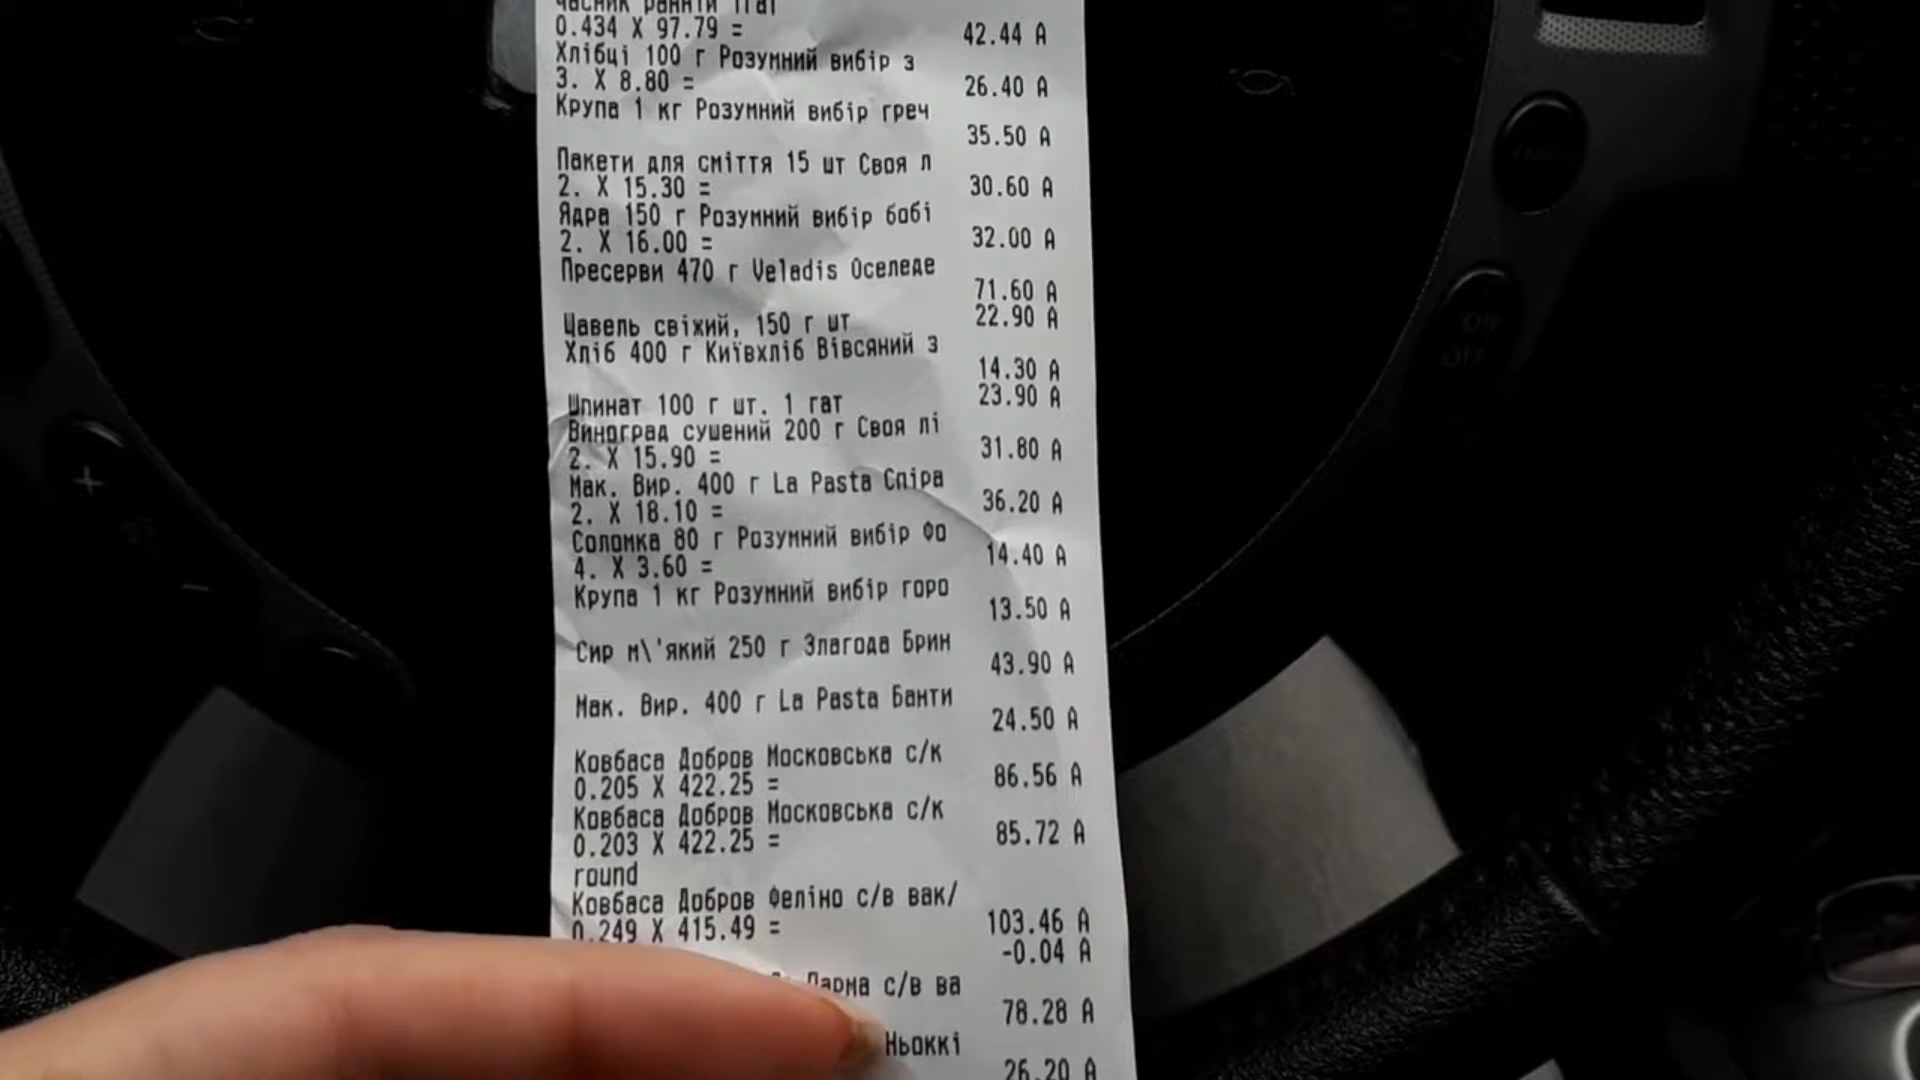 Часник ранній 1гат
0.434 X 97.79 = 42.44 А
Хлібці 100 г Розумний вибір з
3. X 8.80 = 26.40 А
Крупа 1 кг Розумний вибір греч
35.50 А
Пакети для сміття 15 шт Своя л
2. X 15.30 = 30.60 А
Ядра 150 г Розумний вибір бобі
2. X 16.00 = 32.00 А
Пресерви 470 г Veladis Оселеде
71.60 А
Щавель свіжий, 150 г шт 22.90 А
Хліб 400 г Київхліб Вівсяний з
14.30 А
Шпинат 100 г шт. 1 гат 23.90 А
Виноград сушений 200 г Своя лі
2. X 15.90 = 31.80 А
Мак. Вир. 400 г La Pasta Спіра
2. X 18.10 = 36.20 А
Соломка 80 г Розумний вибір Фо
4. X 3.60 = 14.40 А
Крупа 1 кг Розумний вибір горо
13.50 А
Сир м\'який 250 г Злагода Брин
43.90 А
Мак. Вир. 400 г La Pasta Банти
24.50 А
Ковбаса Добров Московська с/к
0.205 X 422.25 = 86.56 А
Ковбаса Добров Московська с/к
0.203 X 422.25 = 85.72 А
round
Ковбаса Добров Феліно с/в вак/
0.249 X 415.49 = 103.46 А
-0.04 А
Парма с/в ва
78.28 А
Ньоккі
26.20 А
+
-
ON
OFF